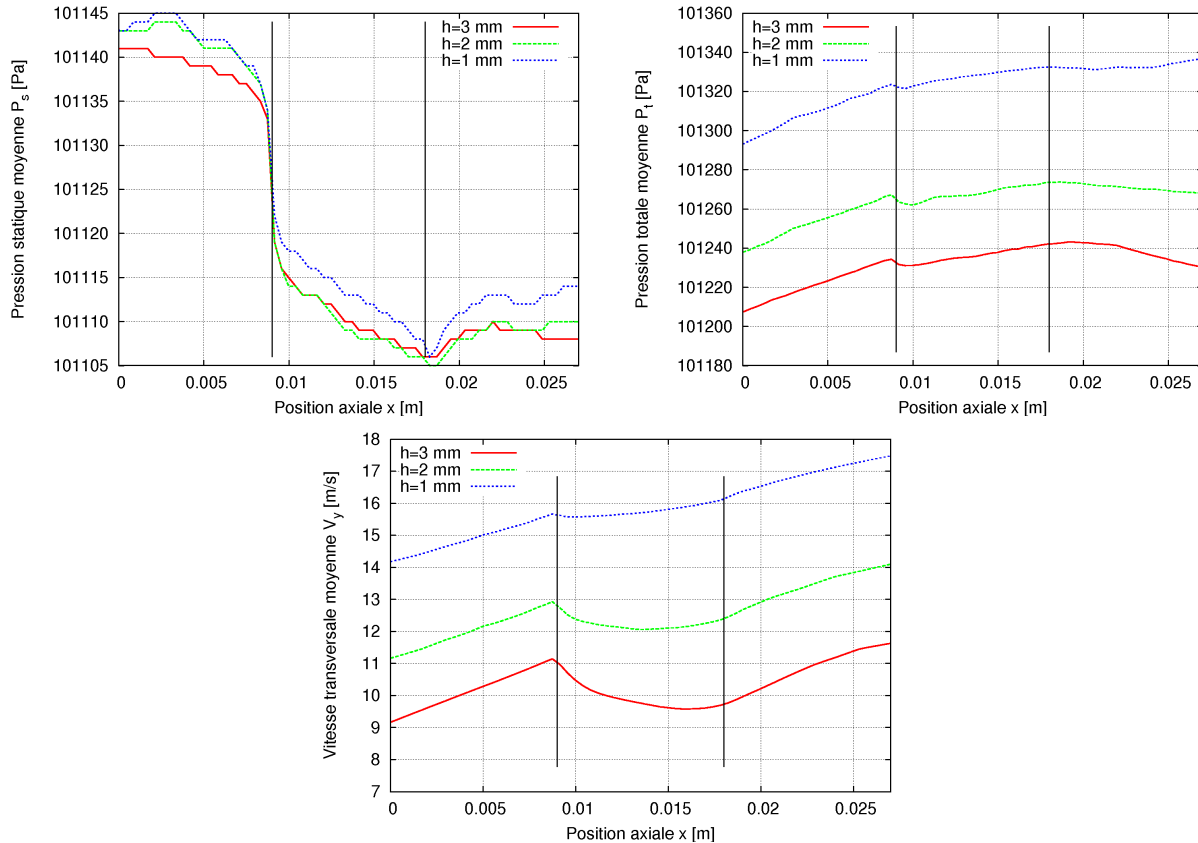 Pression statique moyenne Ps [Pa]
101145
101140
101135
101130
101125
101120
101115
101110
101105
h=3 mm
h=2 mm
h=1 mm
0 0.005 0.01 0.015 0.02 0.025
Position axiale x [m]
Pression totale moyenne Pt [Pa]
101360
101340
101320
101300
101280
101260
101240
101220
101200
101180
h=3 mm
h=2 mm
h=1 mm
0 0.005 0.01 0.015 0.02 0.025
Position axiale x [m]
Vitesse transversale moyenne Vy [m/s]
18
17
16
15
14
13
12
11
10
9
8
7
h=3 mm
h=2 mm
h=1 mm
0 0.005 0.01 0.015 0.02 0.025
Position axiale x [m]